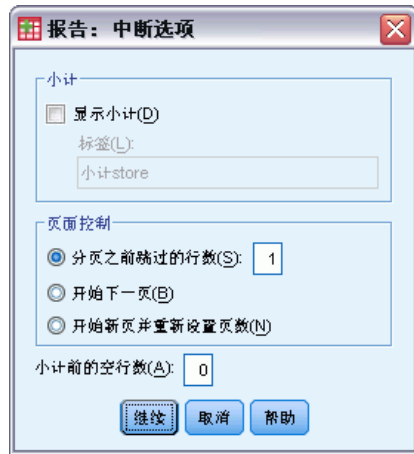 报告：中断选项
小计
显示小计(D)
标签(L):
小计store
页面控制
分页之前跳过的行数(S): 1
开始下一页(B)
开始新页并重新设置页数(N)
小计前的空行数(A): 0
继续 取消 帮助